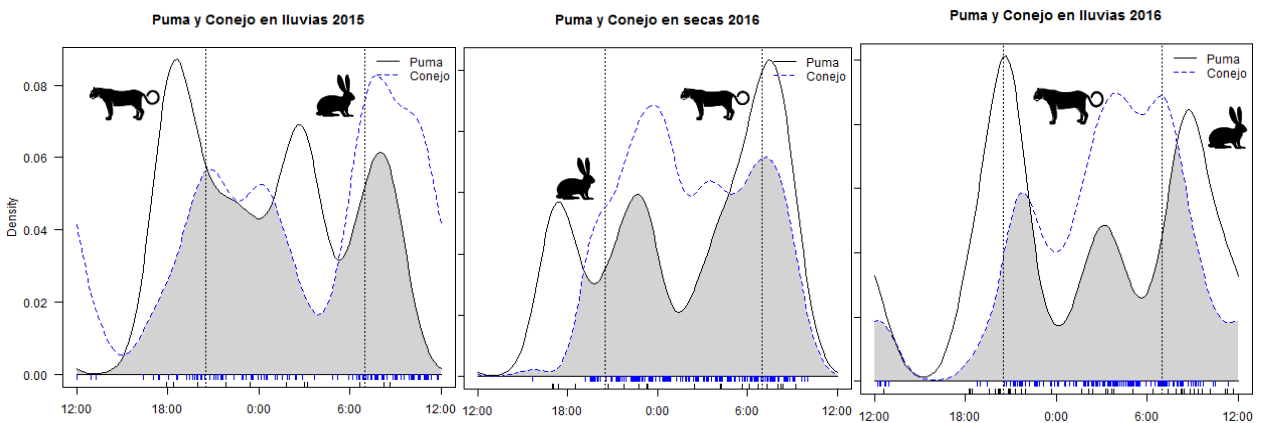 Puma y Conejo en lluvias 2015
Puma
Conejo
Density
0.08
0.06
0.04
0.02
0.00
12:00 18:00 0:00 6:00 12:00
Puma y Conejo en secas 2016
Puma
Conejo
12:00 18:00 0:00 6:00 12:00
Puma y Conejo en lluvias 2016
Puma
Conejo
12:00 18:00 0:00 6:00 12:00